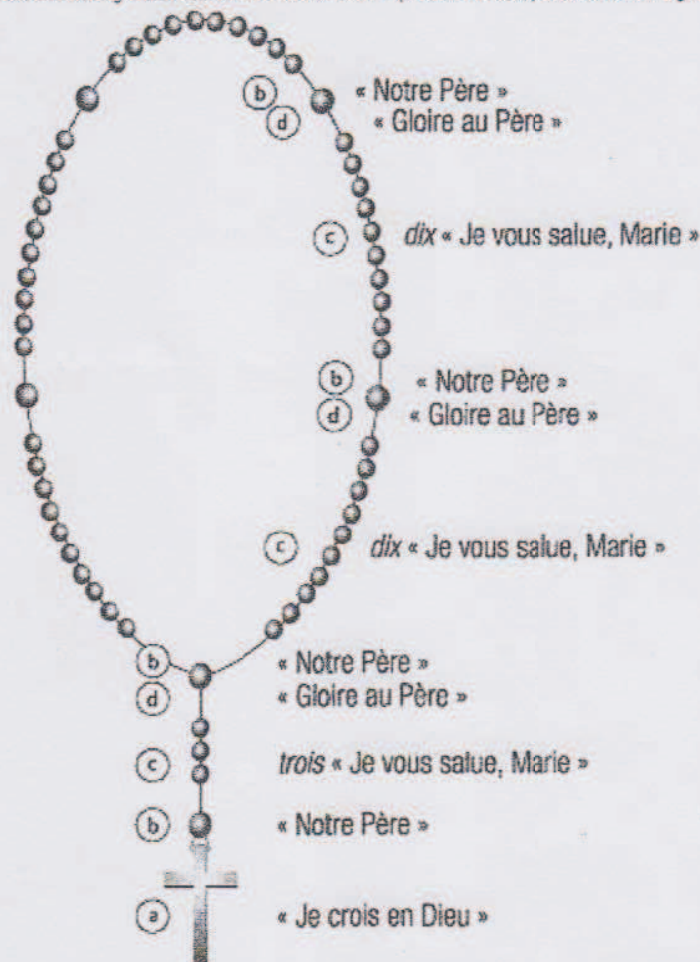 b « Notre Père »
d « Gloire au Père »
c dix « Je vous salue, Marie »
b « Notre Père »
d « Gloire au Père »
c dix « Je vous salue, Marie »
b « Notre Père »
d « Gloire au Père »
c trois « Je vous salue, Marie »
b « Notre Père »
a « Je crois en Dieu »